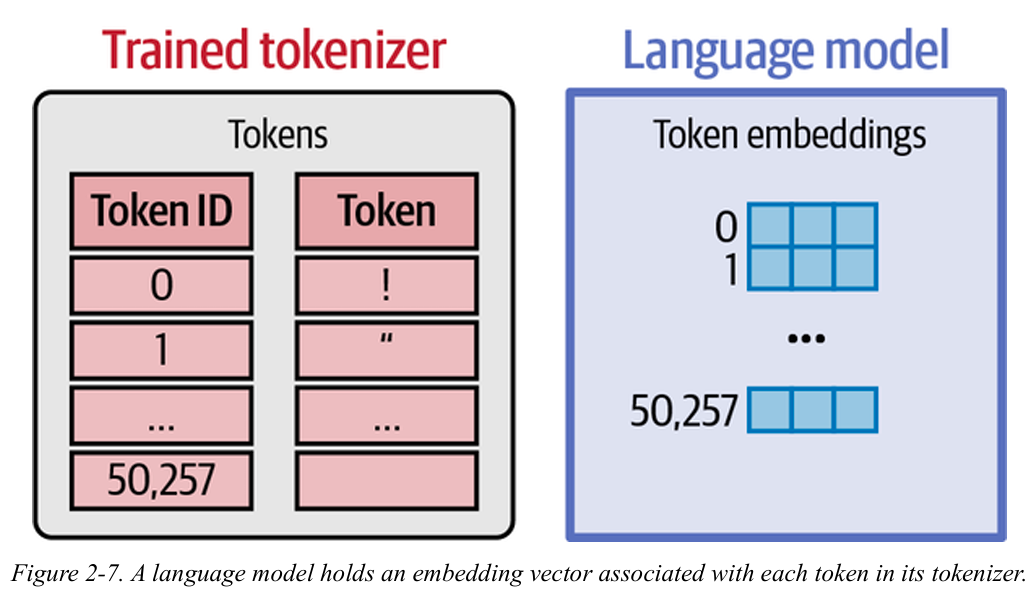 Trained tokenizer
Tokens
Token ID Token
0 !
1 “
... ...
50,257
Language model
Token embeddings
0
1
...
50,257
Figure 2-7. A language model holds an embedding vector associated with each token in its tokenizer.